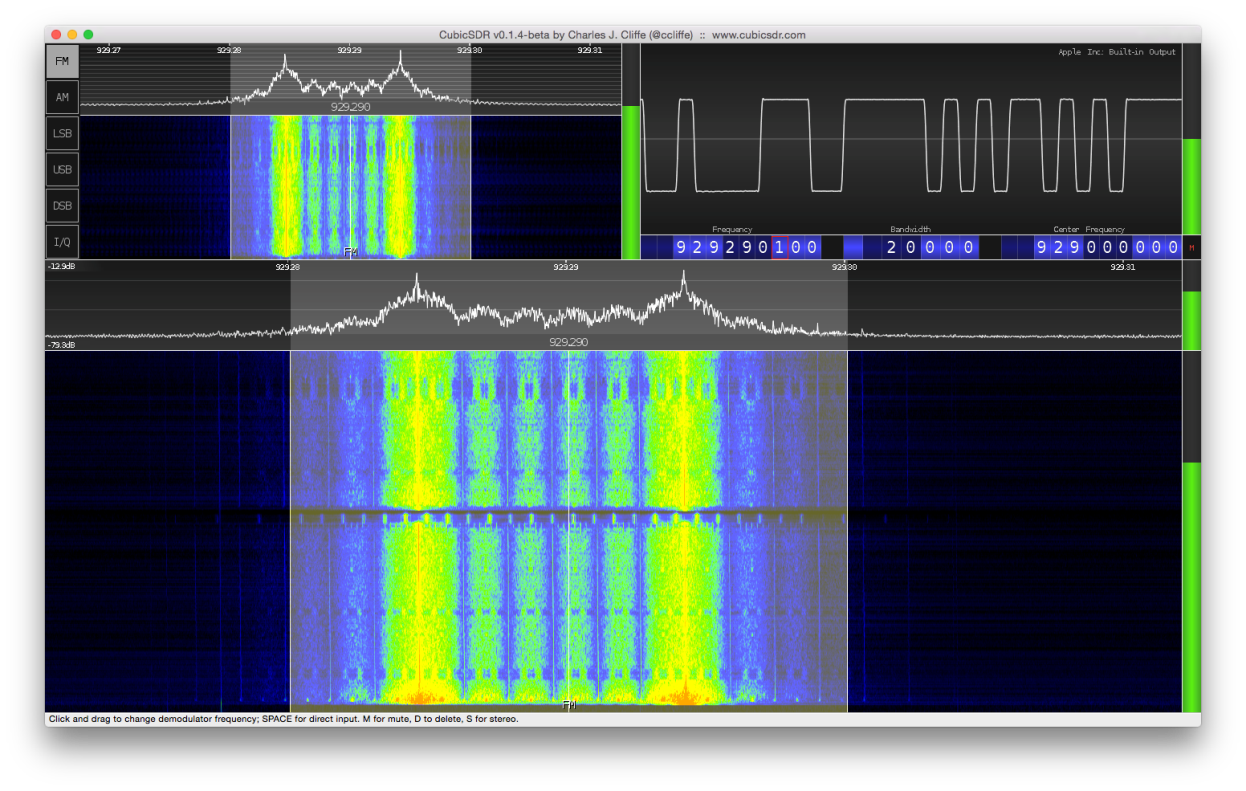 CubicSDR v0.1.4-beta by Charles J. Cliffe (@ccliffe) :: www.cubicsdr.com
929.27 929.28 929.29 929.30 929.31
929.290
FM
AM
LSB
USB
DSB
I/Q
FM
Apple Inc: Built-in Output
Frequency Bandwidth Center Frequency
929290100 20000 929000000 M
-12.9dB 929.28 929.29 929.30 929.31
929.290
-79.3dB
FM
Click and drag to change demodulator frequency; SPACE for direct input. M for mute, D to delete, S for stereo.